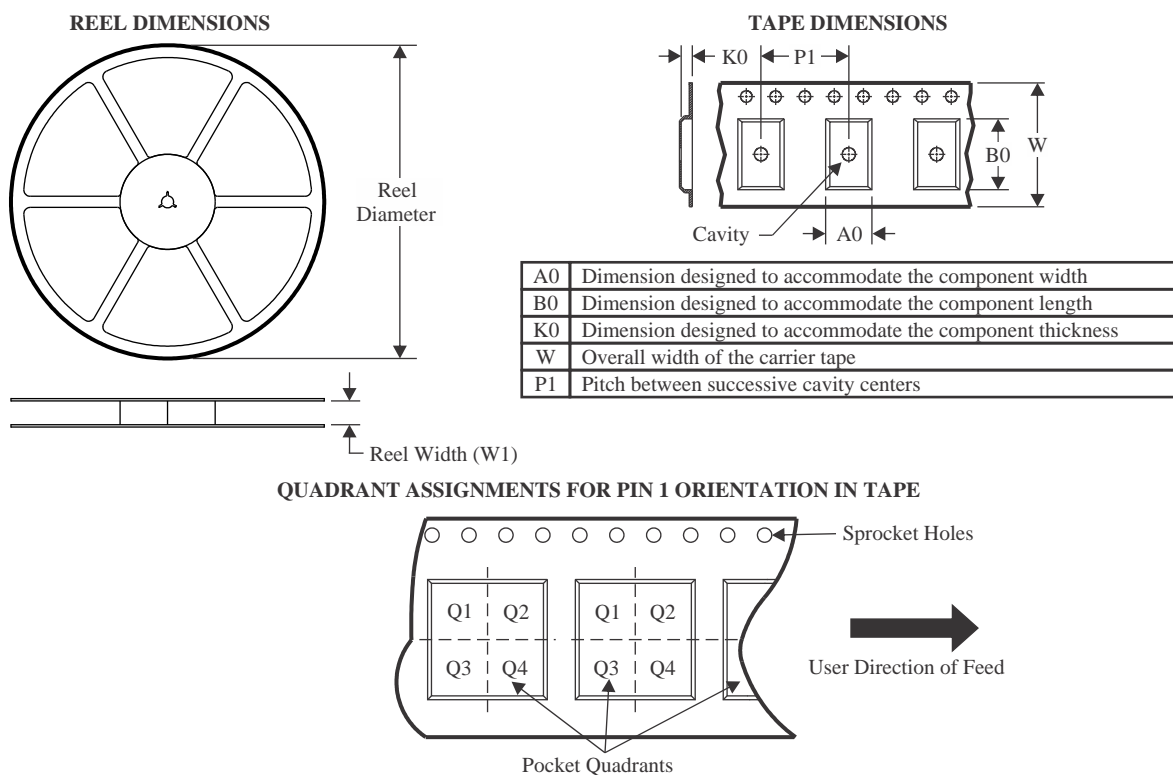 REEL DIMENSIONS
Reel
Diameter
Reel Width (W1)
TAPE DIMENSIONS
K0
P1
B0
W
Cavity
A0
A0 Dimension designed to accommodate the component width
B0 Dimension designed to accommodate the component length
K0 Dimension designed to accommodate the component thickness
W Overall width of the carrier tape
P1 Pitch between successive cavity centers
QUADRANT ASSIGNMENTS FOR PIN 1 ORIENTATION IN TAPE
Sprocket Holes
Q1 Q2 Q1 Q2
Q3 Q4 Q3 Q4
User Direction of Feed
Pocket Quadrants